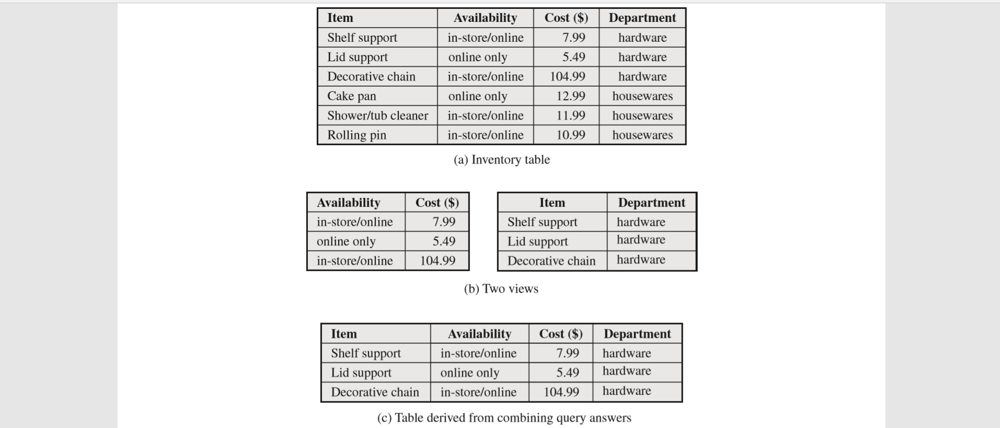 Item Availability Cost ($) Department
Shelf support in-store/online 7.99 hardware
Lid support online only 5.49 hardware
Decorative chain in-store/online 104.99 hardware
Cake pan online only 12.99 housewares
Shower/tub cleaner in-store/online 11.99 housewares
Rolling pin in-store/online 10.99 housewares
(a) Inventory table
Availability Cost ($)
in-store/online 7.99
online only 5.49
in-store/online 104.99
Item Department
Shelf support hardware
Lid support hardware
Decorative chain hardware
(b) Two views
Item Availability Cost ($) Department
Shelf support in-store/online 7.99 hardware
Lid support online only 5.49 hardware
Decorative chain in-store/online 104.99 hardware
(c) Table derived from combining query answers